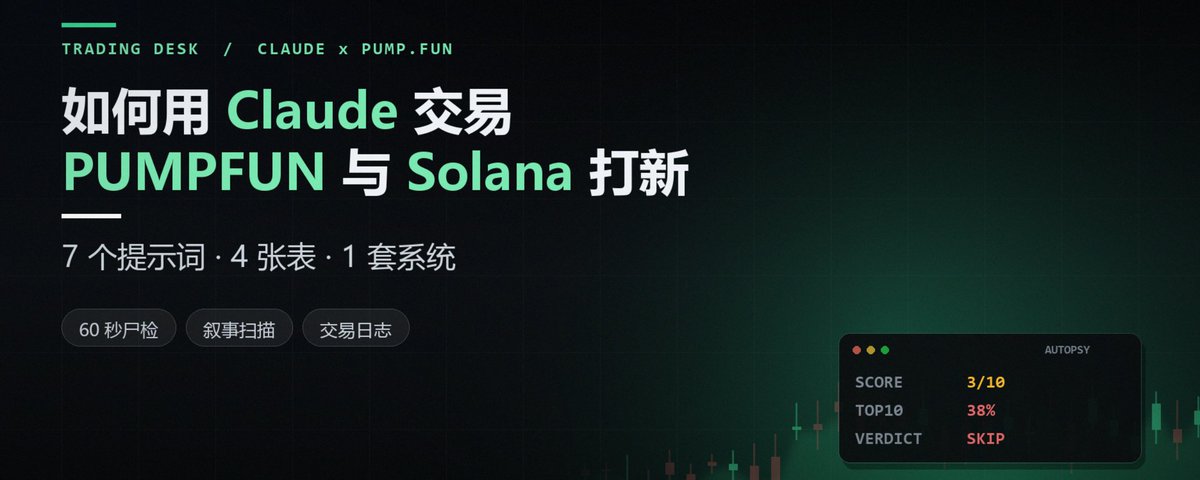 TRADING DESK / CLAUDE x PUMP.FUN
如何用 Claude 交易
PUMPFUN 与 Solana 打新
7 个提示词 · 4 张表 · 1 套系统
60 秒尸检 叙事扫描 交易日志
AUTOPSY
SCORE 3/10
TOP10 38%
VERDICT SKIP